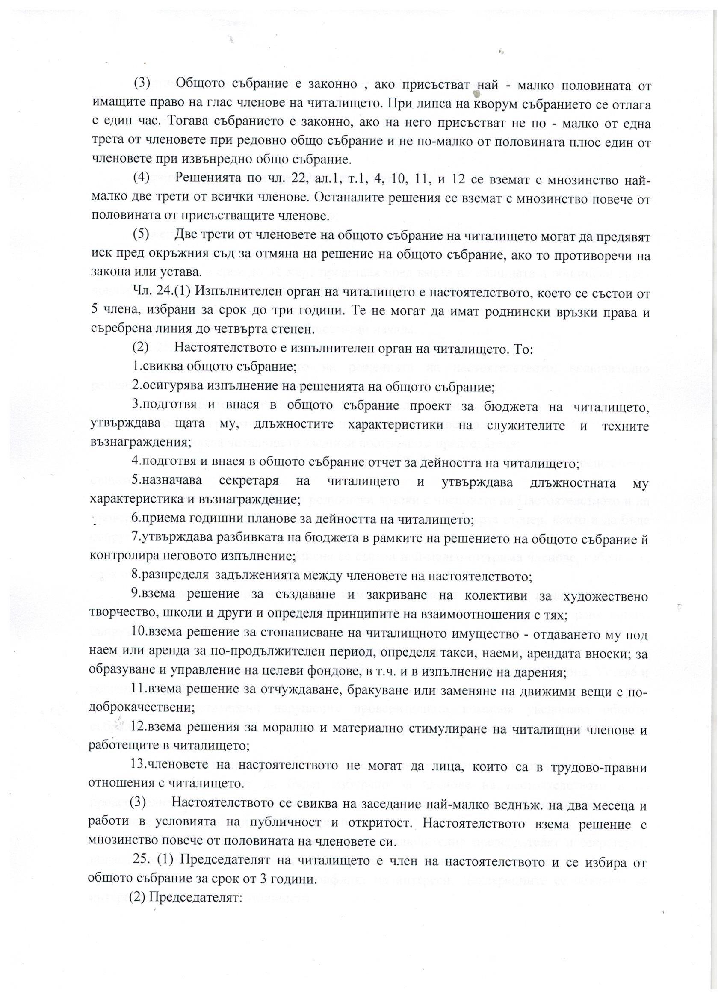 (3) Общото събрание е законно , ако присъстват най - малко половината от
имащите право на глас членове на читалището. При липса на кворум събранието се отлага
с един час. Тогава събранието е законно, ако на него присъстват не по - малко от една
трета от членовете при редовно общо събрание и не по-малко от половината плюс един от
членовете при извънредно общо събрание.
(4) Решенията по чл. 22, ал.1, т.1, 4, 10, 11, и 12 се вземат с мнозинство най-
малко две трети от всички членове. Останалите решения се вземат с мнозинство повече от
половината от присъстващите членове.
(5) Две трети от членовете на общото събрание на читалището могат да предявят
иск пред окръжния съд за отмяна на решение на общото събрание, ако то противоречи на
закона или устава.
Чл. 24.(1) Изпълнителен орган на читалището е настоятелството, което се състои от
5 члена, избрани за срок до три години. Те не могат да имат роднински връзки права и
съребрена линия до четвърта степен.
(2) Настоятелството е изпълнителен орган на читалището. То:
1.свиква общото събрание;
2.осигурява изпълнение на решенията на общото събрание;
3.подготвя и внася в общото събрание проект за бюджета на читалището,
утвърждава щата му, длъжностите характеристики на служителите и техните
възнаграждения;
4.подготвя и внася в общото събрание отчет за дейността на читалището;
5.назначава секретаря на читалището и утвърждава длъжностната му
характеристика и възнаграждение;
6.приема годишни планове за дейността на читалището;
7.утвърждава разбивката на бюджета в рамките на решението на общото събрание й
контролира неговото изпълнение;
8.разпределя задълженията между членовете на настоятелството;
9.взема решение за създаване и закриване на колективи за художествено
творчество, школи и други и определя принципите на взаимоотношения с тях;
10.взема решение за стопанисване на читалищното имущество - отдаването му под
наем или аренда за по-продължителен период, определя такси, наеми, арендата вноски; за
образуване и управление на целеви фондове, в т.ч. и в изпълнение на дарения;
11.взема решение за отчуждаване, бракуване или заменяне на движими вещи с по-
доброкачествени;
12.взема решения за морално и материално стимулиране на читалищни членове и
работещите в читалището;
13.членовете на настоятелството не могат да лица, които са в трудово-правни
отношения с читалището.
(3) Настоятелството се свиква на заседание най-малко веднъж. на два месеца и
работи в условията на публичност и откритост. Настоятелството взема решение с
мнозинство повече от половината на членовете си.
25. (1) Председателят на читалището е член на настоятелството и се избира от
общото събрание за срок от 3 години.
(2) Председателят: